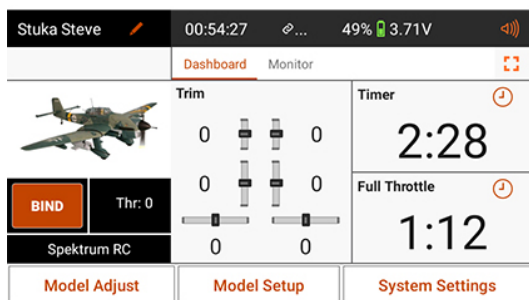 Stuka Steve 00:54:27 ... 49% 3.71V
Dashboard Monitor
Trim
0 0
0 0
0 0
Timer
2:28
Full Throttle
1:12
BIND Thr: 0
Spektrum RC
Model Adjust Model Setup System Settings